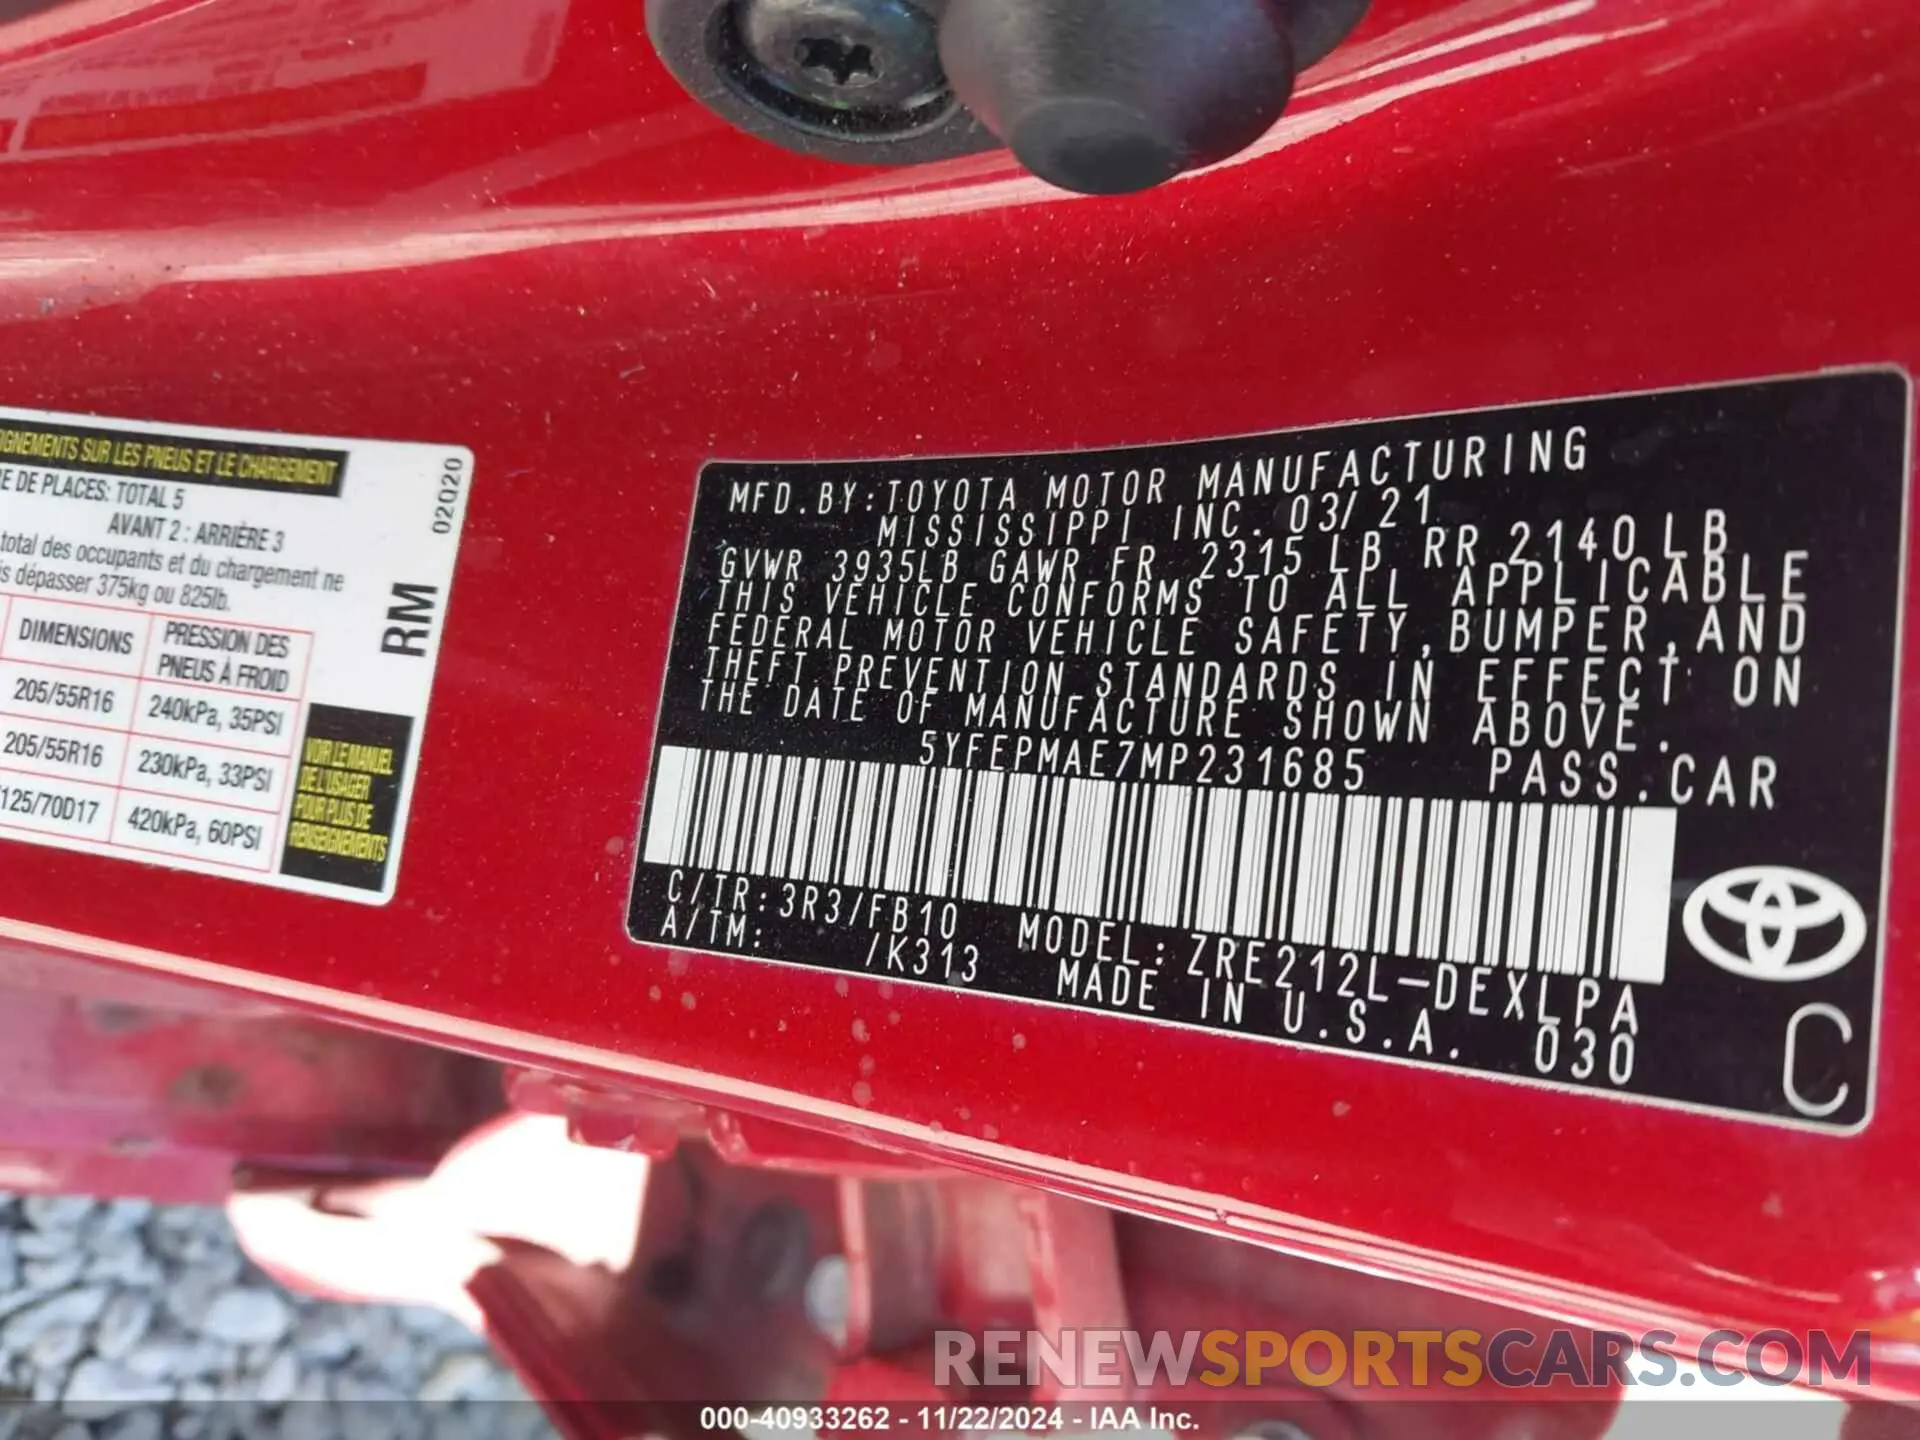 SUR LES PNEUS ET LE CHARGEMENT
DE PLACES: TOTAL 5
AVANT 2 : ARRIÈRE 3
total des occupants et du chargement ne
dépasser 375kg ou 825lb.
02020
RM
DIMENSIONS PRESSION DES PNEUS À FROID
205/55R16 240kPa, 35PSI
205/55R16 230kPa, 33PSI
125/70D17 420kPa, 60PSI
VOIR LE MANUEL
DE L'USAGER
POUR PLUS DE
RENSEIGNEMENTS
MFD.BY:TOYOTA MOTOR MANUFACTURING
MISSISSIPPI INC. 03/21
GVWR 3935LB GAWR FR 2315 LB RR 2140LB
THIS VEHICLE CONFORMS TO ALL APPLICABLE
FEDERAL MOTOR VEHICLE SAFETY,BUMPER,AND
THEFT PREVENTION STANDARDS IN EFFECT ON
THE DATE OF MANUFACTURE SHOWN ABOVE.
5YFEPMAE7MP231685 PASS.CAR
C/TR:3R3/FB10 MODEL:ZRE212L-DEXLPA
A/TM: /K313 MADE IN U.S.A. 030
C
RENEWSPORTSCARS.COM
000-40933262 - 11/22/2024 - IAA Inc.